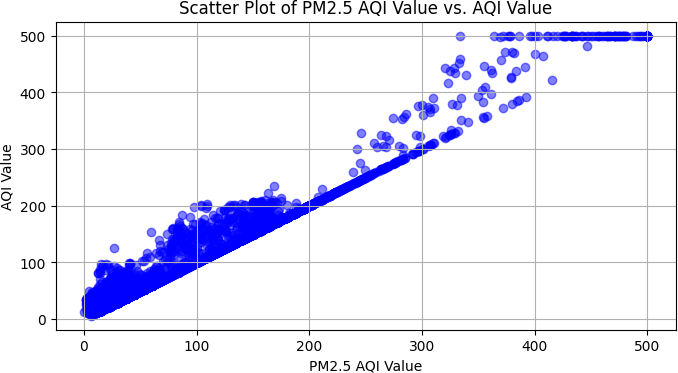 Scatter Plot of PM2.5 AQI Value vs. AQI Value
500
400
300
200
100
0
AQI Value
0 100 200 300 400 500
PM2.5 AQI Value